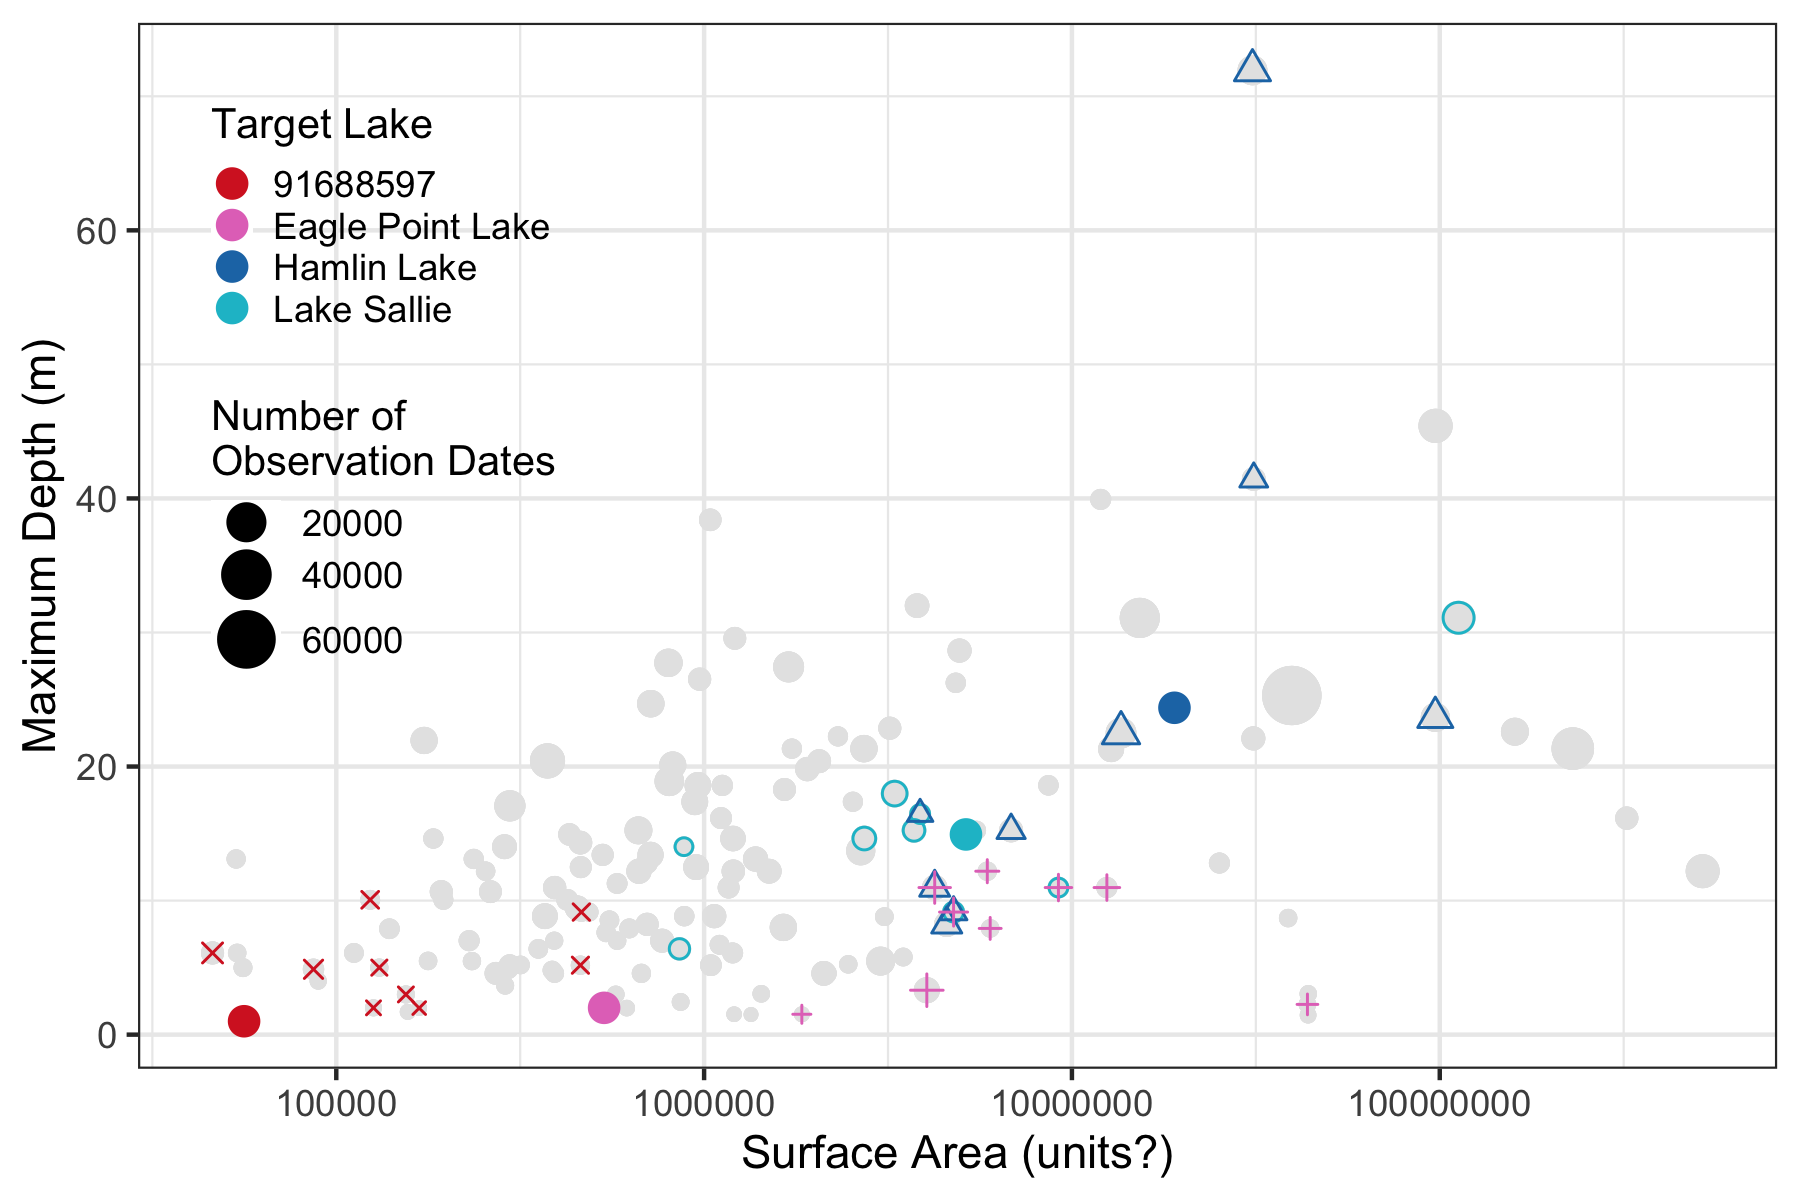 Target Lake
91688597
Eagle Point Lake
Hamlin Lake
Lake Sallie
Number of
Observation Dates
20000
40000
60000
Maximum Depth (m)
60
40
20
0
100000
1000000
10000000
100000000
Surface Area (units?)